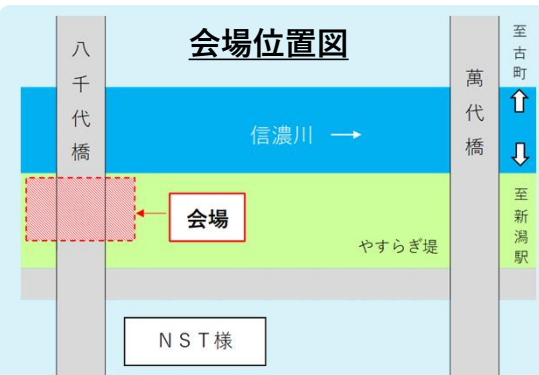 会場位置図
八千代橋
萬代橋
至古町
信濃川 →
至新潟駅
会場
やすらぎ堤
NST様